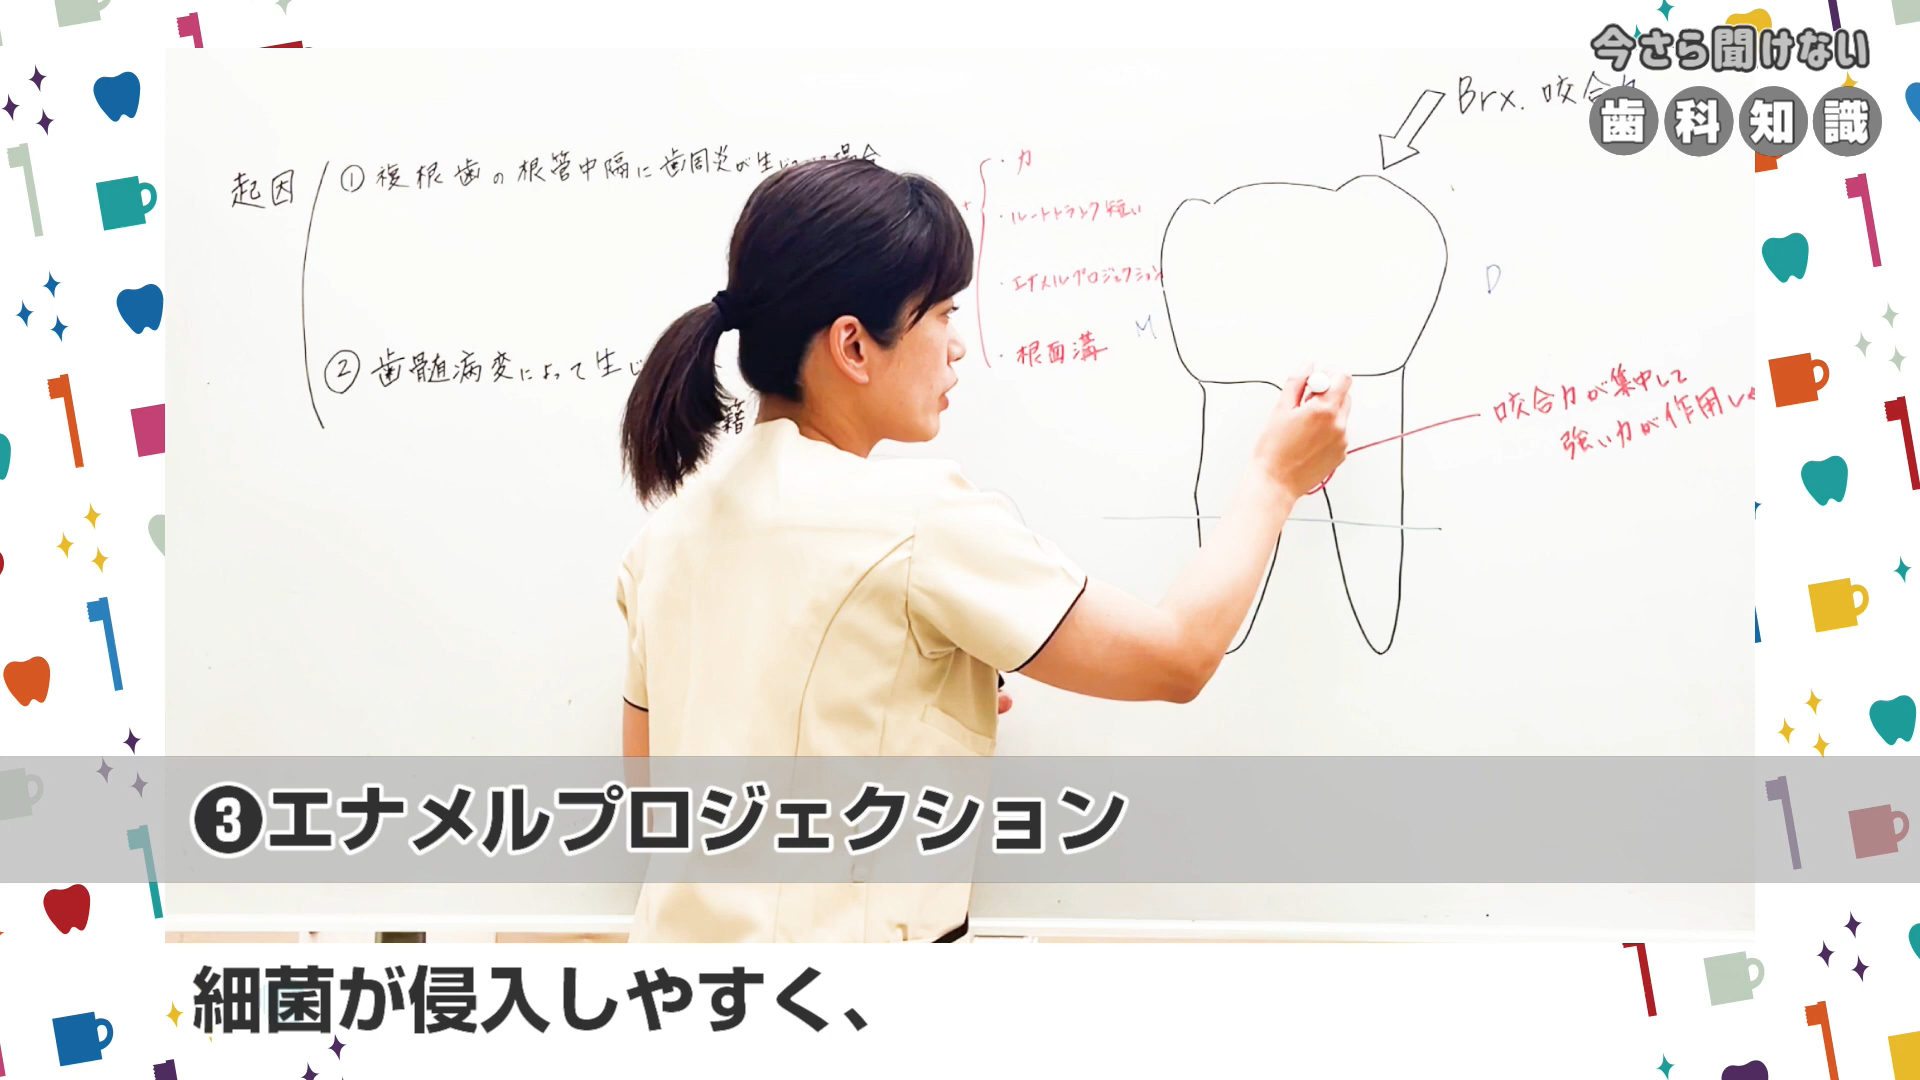 今さら聞けない
歯科知識
Brx. 咬合力
起因
① 複根歯の根管中隔に歯周炎が生じ
場合
・力
・ルートトランク短い
・エナメルプロジェクション
・根面溝
② 歯髄病変によって生じ
M
D
咬合力が集中して
強い力が作用し
❸エナメルプロジェクション
細菌が侵入しやすく、